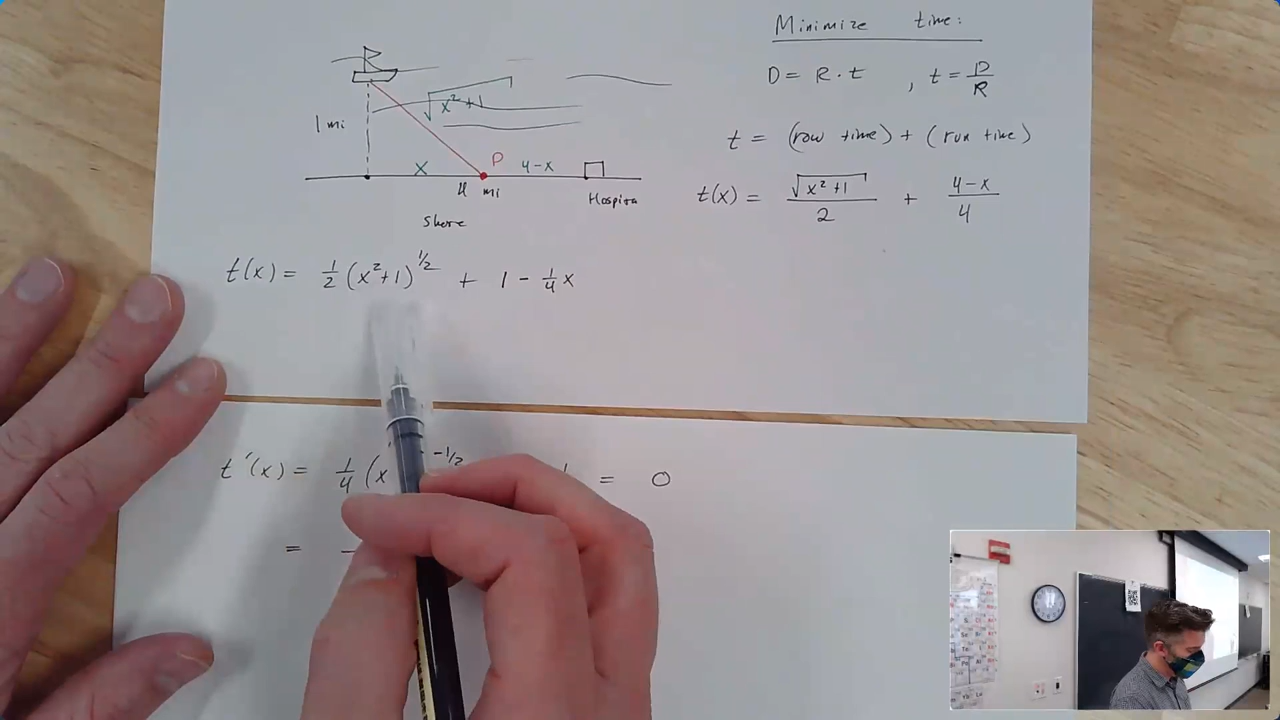 Minimize time:
D = R · t , t = D/R
t = (row time) + (run time)
t(x) = √(x²+1)/2 + (4-x)/4
√(x²+1)
1 mi
x P 4-x
4 mi
Hospita
Shore
t(x) = 1/2 (x²+1)^1/2 + 1 - 1/4 x
t'(x) = 1/4 (x -1/2 1 = 0
=